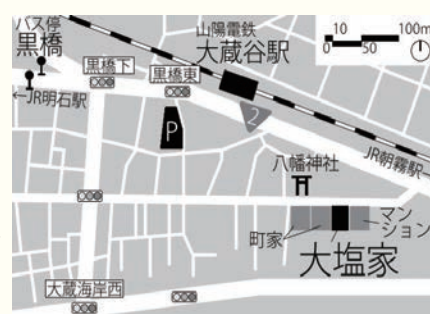 バス停
黒橋
←JR明石駅
黒橋下
黒橋東
山陽電鉄
大蔵谷駅
10 100m
0 50
P
2
JR朝霧駅→
八幡神社
町家
マン
ション
大塩家
大蔵海岸西